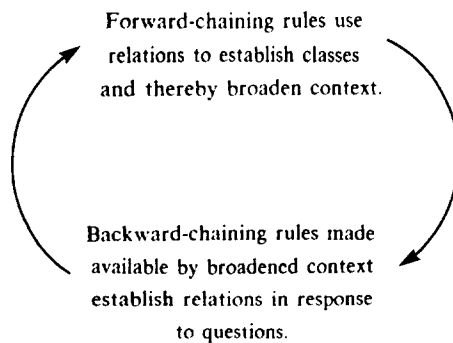 Forward-chaining rules use
relations to establish classes
and thereby broaden context.
Backward-chaining rules made
available by broadened context
establish relations in response
to questions.